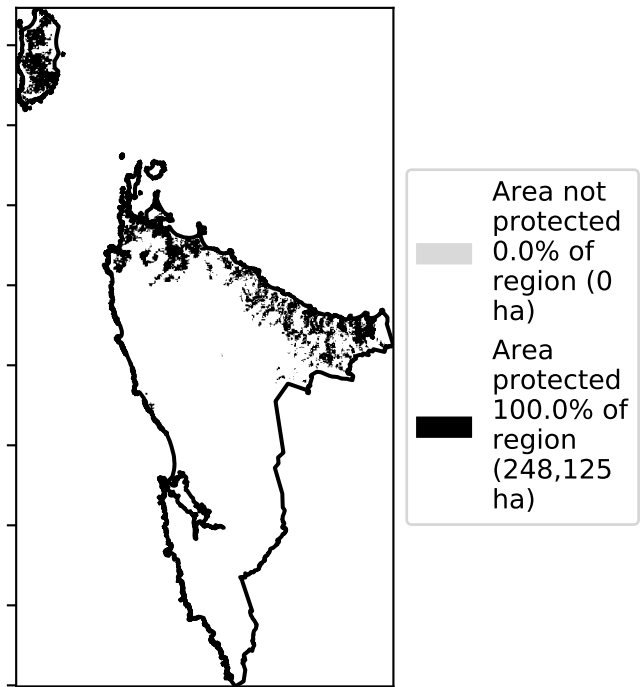 Area not
protected
0.0% of
region (0
ha)
Area
protected
100.0% of
region
(248,125
ha)